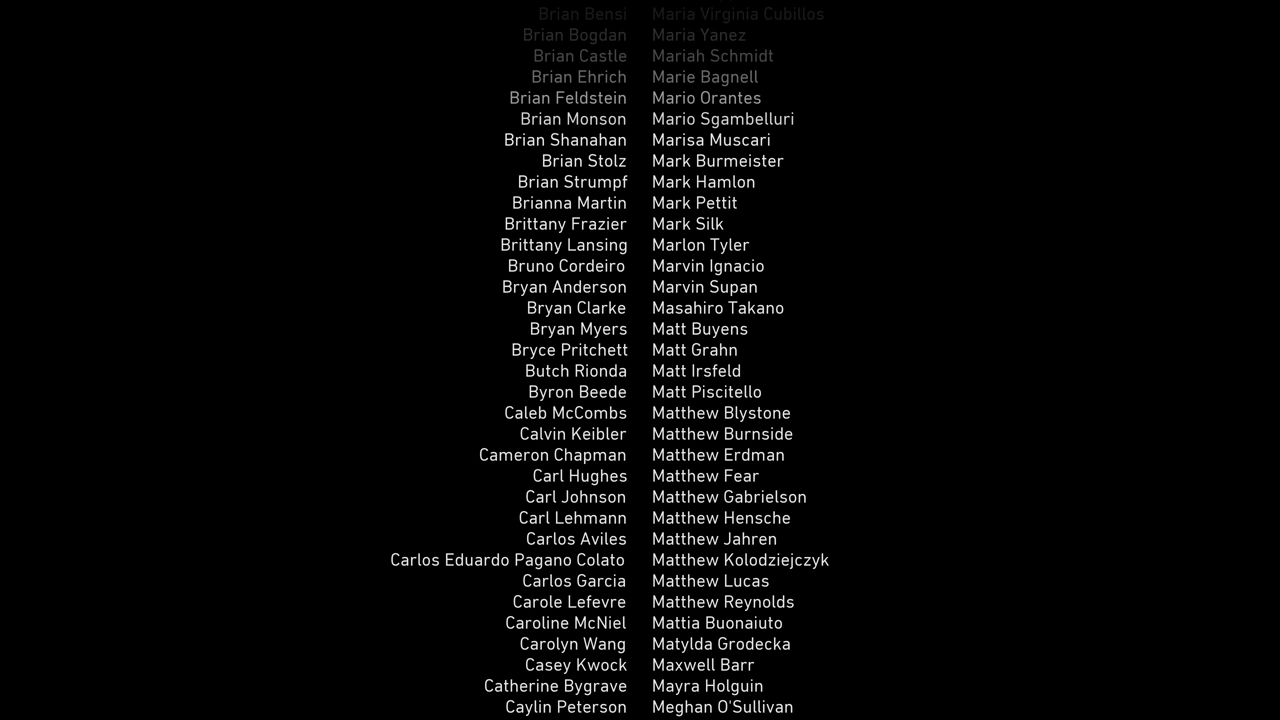 Brian Bensi Maria Virginia Cubillos
Brian Bogdan Maria Yanez
Brian Castle Mariah Schmidt
Brian Ehrich Marie Bagnell
Brian Feldstein Mario Orantes
Brian Monson Mario Sgambelluri
Brian Shanahan Marisa Muscari
Brian Stolz Mark Burmeister
Brian Strumpf Mark Hamlon
Brianna Martin Mark Pettit
Brittany Frazier Mark Silk
Brittany Lansing Marlon Tyler
Bruno Cordeiro Marvin Ignacio
Bryan Anderson Marvin Supan
Bryan Clarke Masahiro Takano
Bryan Myers Matt Buyens
Bryce Pritchett Matt Grahn
Butch Rionda Matt Irsfeld
Byron Beede Matt Piscitello
Caleb McCombs Matthew Blystone
Calvin Keibler Matthew Burnside
Cameron Chapman Matthew Erdman
Carl Hughes Matthew Fear
Carl Johnson Matthew Gabrielson
Carl Lehmann Matthew Hensche
Carlos Aviles Matthew Jahren
Carlos Eduardo Pagano Colato Matthew Kolodziejczyk
Carlos Garcia Matthew Lucas
Carole Lefevre Matthew Reynolds
Caroline McNiel Mattia Buonaiuto
Carolyn Wang Matylda Grodecka
Casey Kwock Maxwell Barr
Catherine Bygrave Mayra Holguin
Caylin Peterson Meghan O'Sullivan